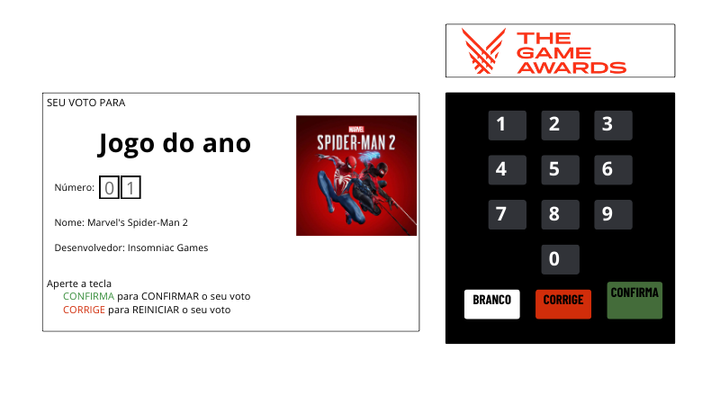 THE
GAME
AWARDS
SEU VOTO PARA
Jogo do ano
MARVEL
SPIDER-MAN 2
Número: 0 1
Nome: Marvel's Spider-Man 2
Desenvolvedor: Insomniac Games
Aperte a tecla
CONFIRMA para CONFIRMAR o seu voto
CORRIGE para REINICIAR o seu voto
1 2 3
4 5 6
7 8 9
0
BRANCO CORRIGE CONFIRMA